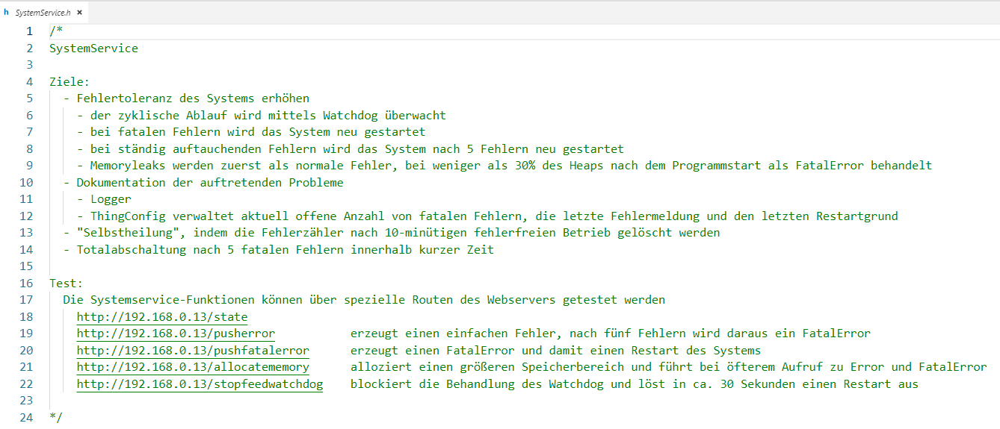 h SystemService.h ×
1 /*
2 SystemService
3
4 Ziele:
5 - Fehlertoleranz des Systems erhöhen
6 - der zyklische Ablauf wird mittels Watchdog überwacht
7 - bei fatalen Fehlern wird das System neu gestartet
8 - bei ständig auftauchenden Fehlern wird das System nach 5 Fehlern neu gestartet
9 - Memoryleaks werden zuerst als normale Fehler, bei weniger als 30% des Heaps nach dem Programmstart als FatalError behandelt
10 - Dokumentation der auftretenden Probleme
11 - Logger
12 - ThingConfig verwaltet aktuell offene Anzahl von fatalen Fehlern, die letzte Fehlermeldung und den letzten Restartgrund
13 - "Selbstheilung", indem die Fehlerzähler nach 10-minütigen fehlerfreien Betrieb gelöscht werden
14 - Totalabschaltung nach 5 fatalen Fehlern innerhalb kurzer Zeit
15
16 Test:
17 Die Systemservice-Funktionen können über spezielle Routen des Webservers getestet werden
18 http://192.168.0.13/state
19 http://192.168.0.13/pusherror erzeugt einen einfachen Fehler, nach fünf Fehlern wird daraus ein FatalError
20 http://192.168.0.13/pushfatalerror erzeugt einen FatalError und damit einen Restart des Systems
21 http://192.168.0.13/allocatememory alloziert einen größeren Speicherbereich und führt bei öfterem Aufruf zu Error und FatalError
22 http://192.168.0.13/stopfeedwatchdog blockiert die Behandlung des Watchdog und löst in ca. 30 Sekunden einen Restart aus
23
24 */